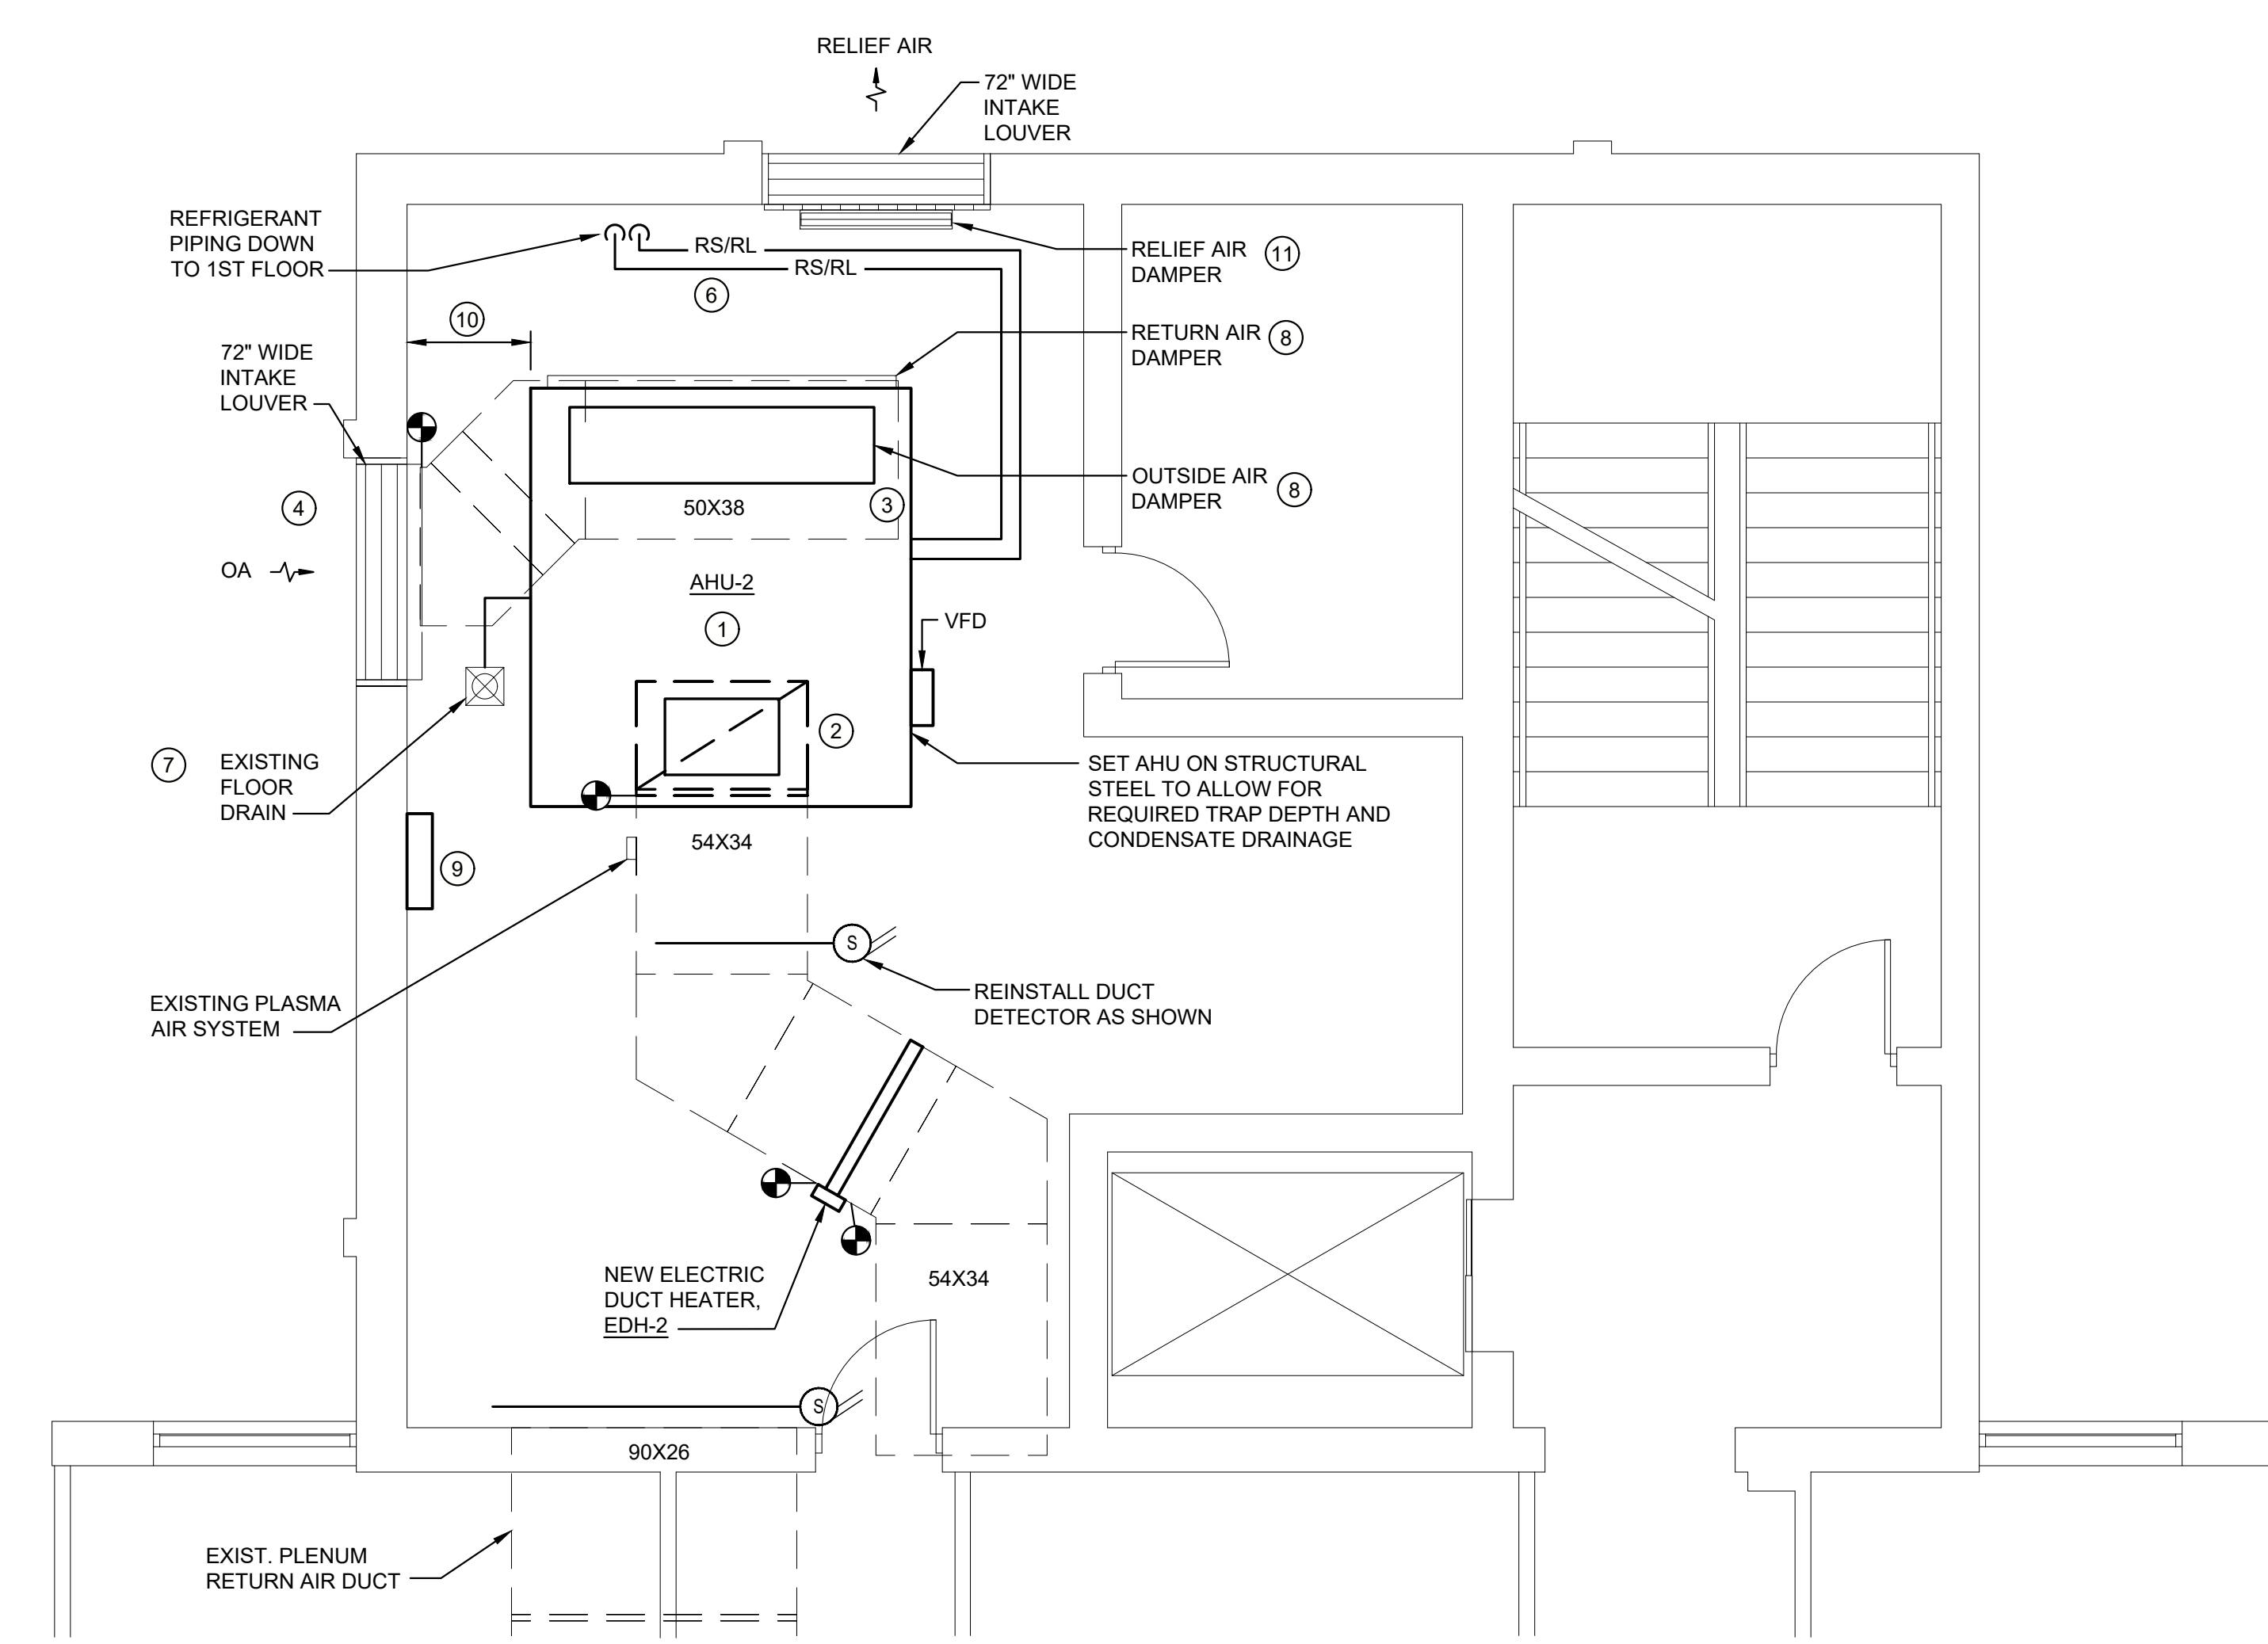 RELIEF AIR
72" WIDE
INTAKE
LOUVER
REFRIGERANT
PIPING DOWN
TO 1ST FLOOR
RS/RL
RS/RL
6
RELIEF AIR
DAMPER
11
10
RETURN AIR
DAMPER
8
72" WIDE
INTAKE
LOUVER
4
OUTSIDE AIR
DAMPER
8
50X38
3
OA
AHU-2
1
VFD
2
7
EXISTING
FLOOR
DRAIN
SET AHU ON STRUCTURAL
STEEL TO ALLOW FOR
REQUIRED TRAP DEPTH AND
CONDENSATE DRAINAGE
54X34
9
S
EXISTING PLASMA
AIR SYSTEM
REINSTALL DUCT
DETECTOR AS SHOWN
NEW ELECTRIC
DUCT HEATER,
EDH-2
54X34
S
90X26
EXIST. PLENUM
RETURN AIR DUCT